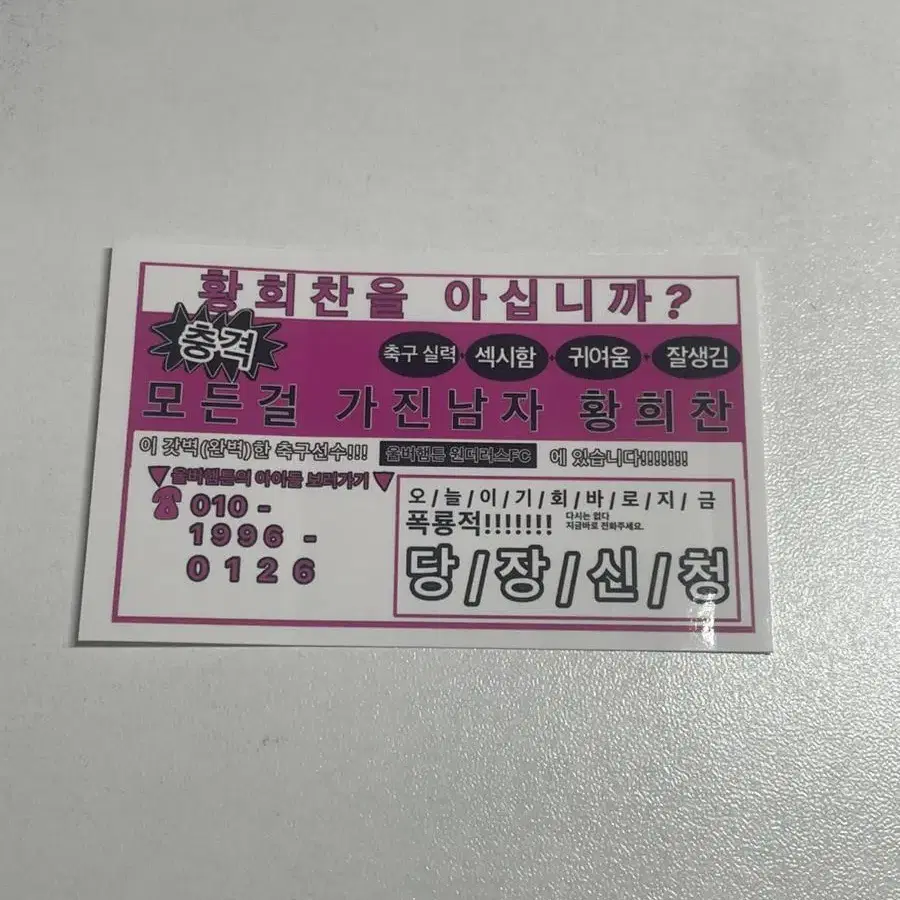 황희찬을 아십니까?
충격
축구 실력 + 섹시함 + 귀여움 + 잘생김
모든걸 가진남자 황희찬
이 갓벽(완벽)한 축구선수!!! 울버햄튼 원더러스FC 에 있습니다!!!!!!!
▼울버햄튼의 아이돌 보러가기▼
☎010-
1996-
0126
오/늘/이/기/회/바/로/지/금
폭룡적!!!!!!! 다시는 없다
지금바로 전화주세요.
당/장/신/청